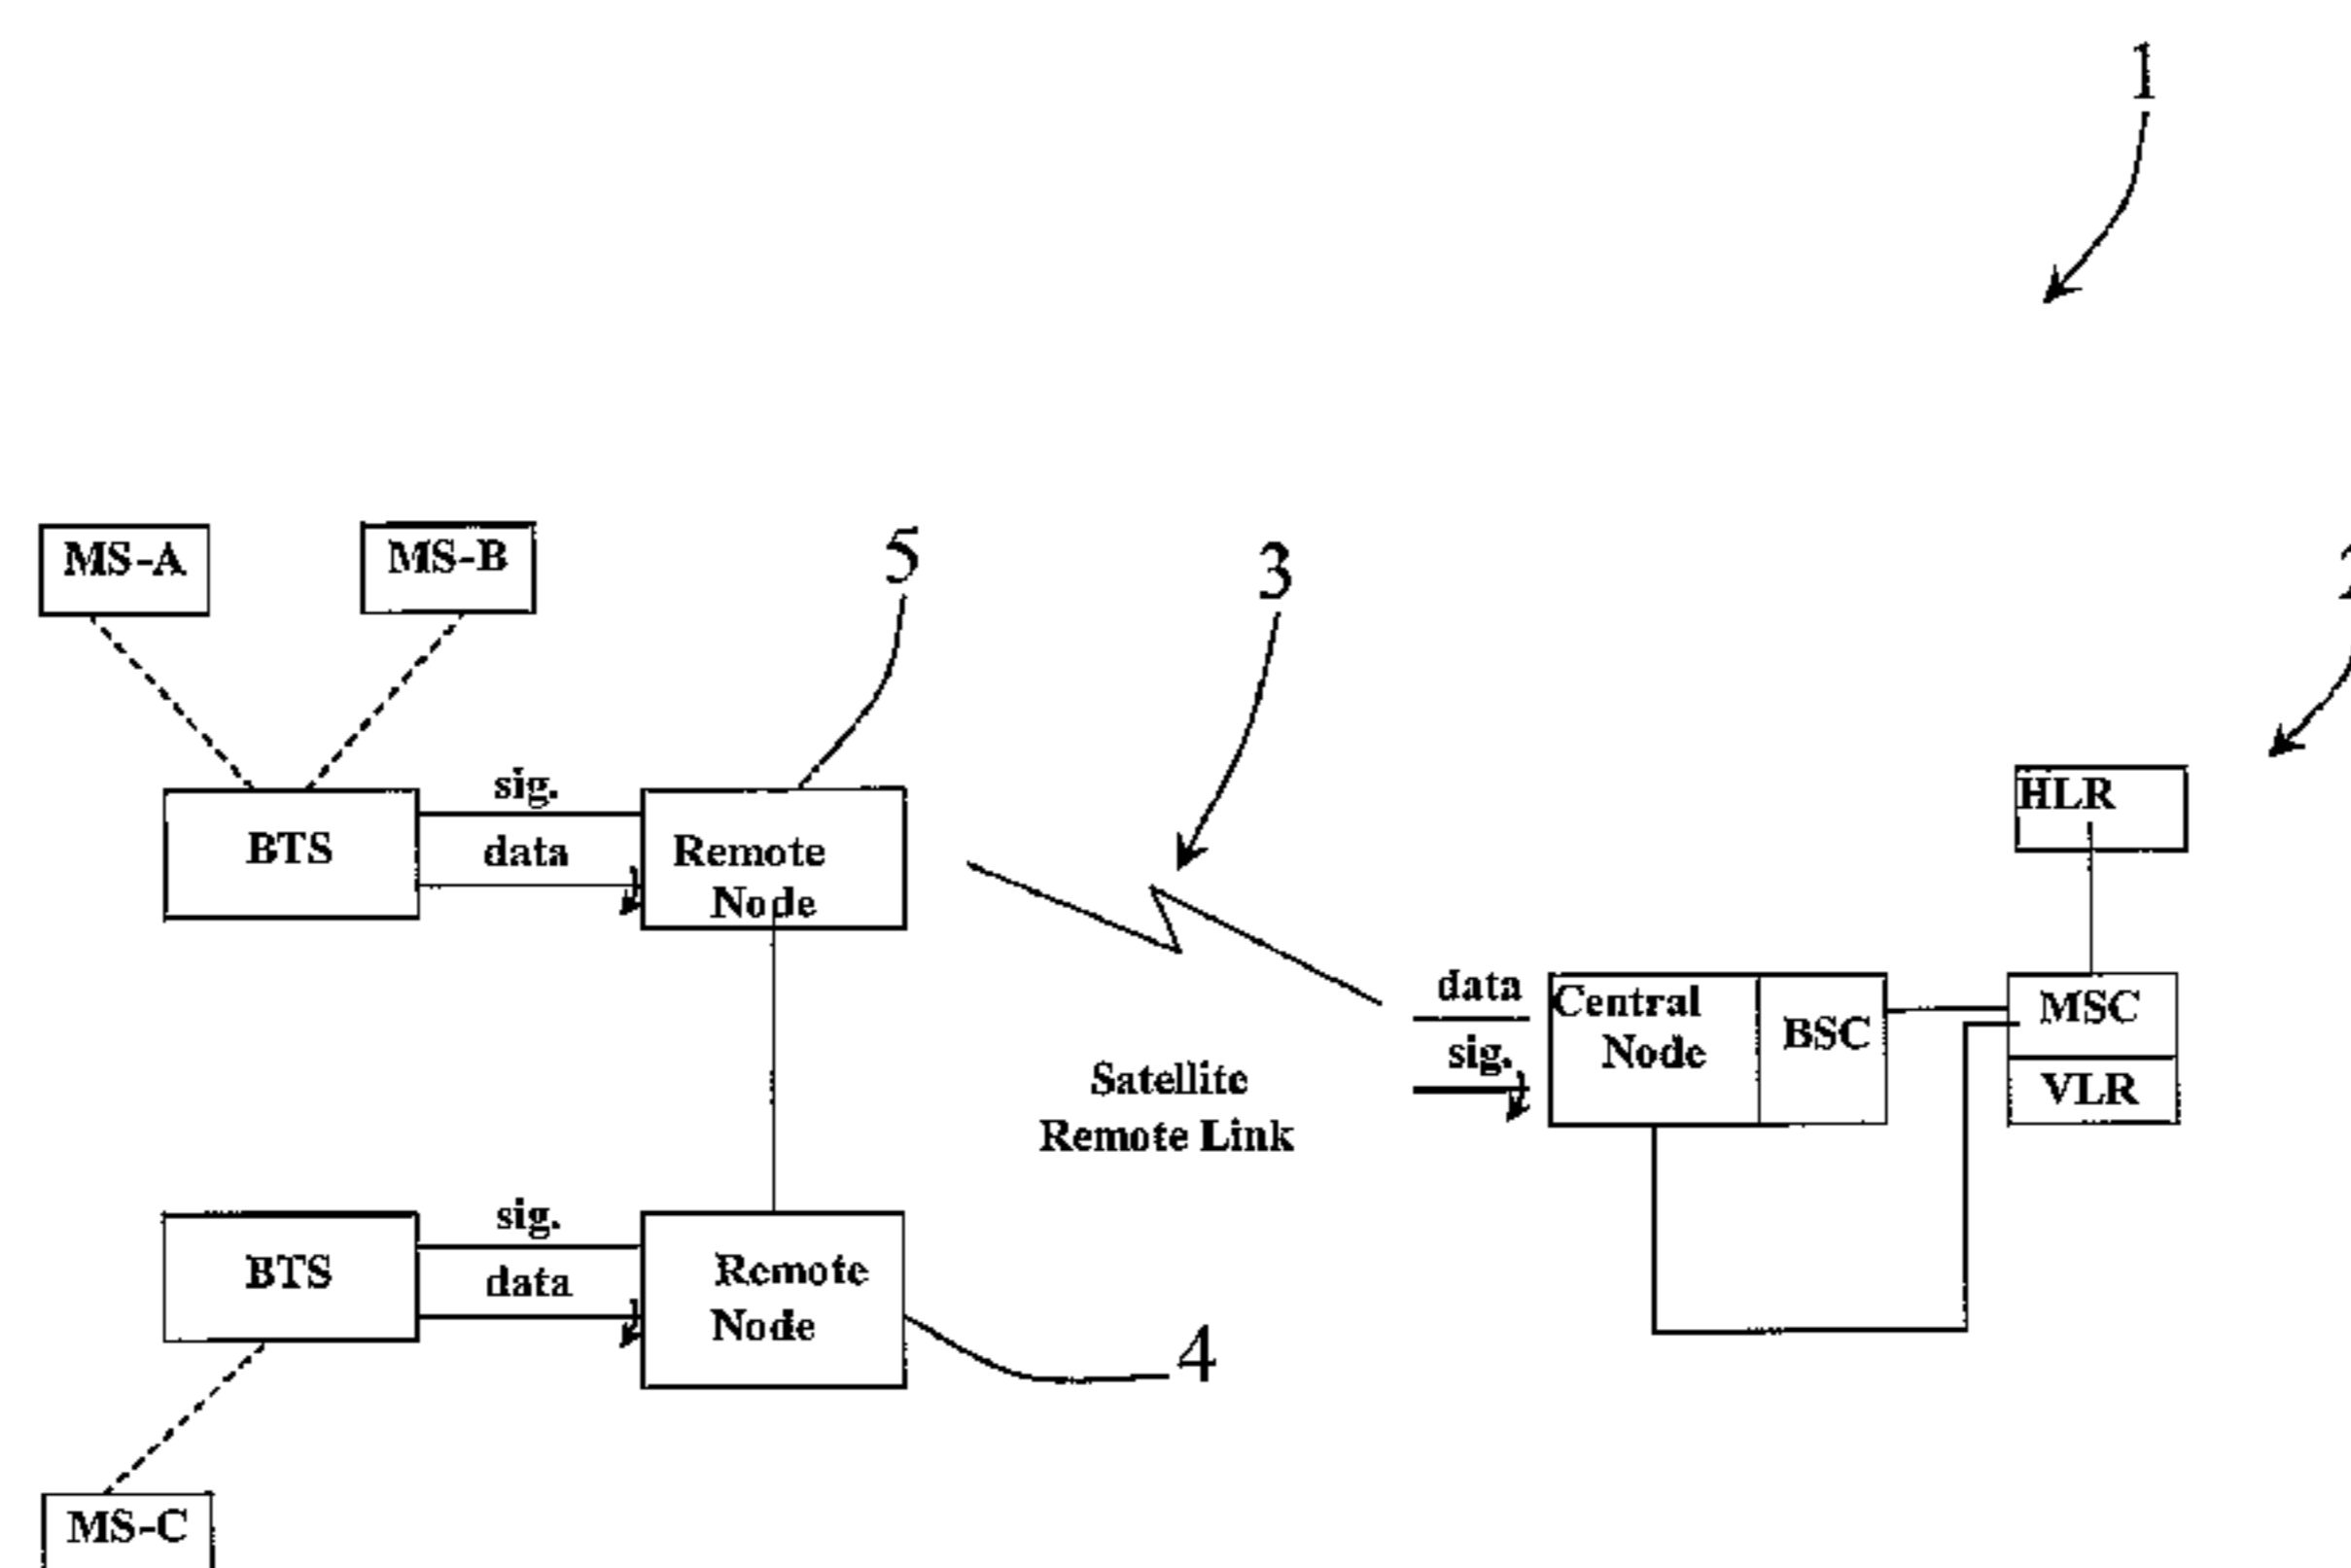 1
MS-A
MS-B
5
3
2
sig.
HLR
BTS
data
Remote
Node
data
Central
Node
BSC
MSC
sig.
VLR
Satellite
Remote Link
sig.
BTS
data
Remote
Node
4
MS-C